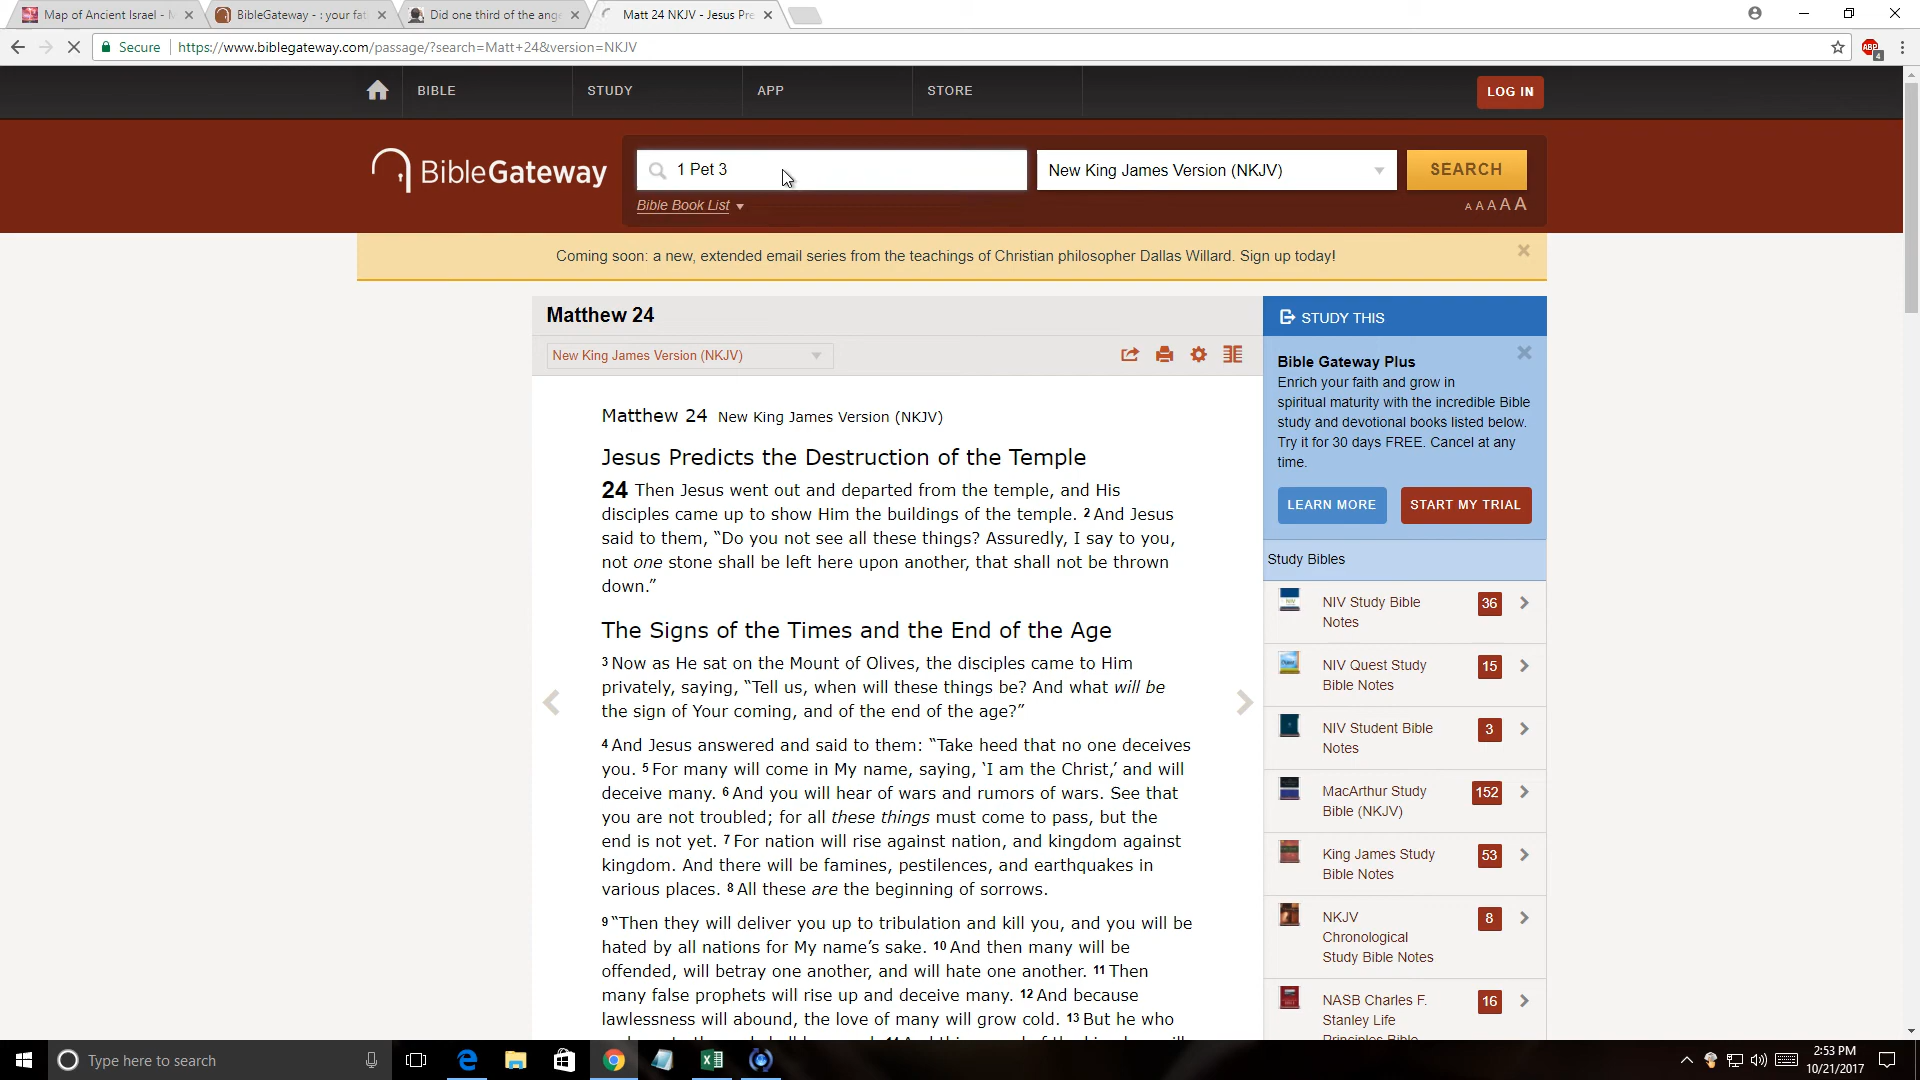 Map of Ancient Israel - M
BibleGateway - : your fai
Did one third of the ang
Matt 24 NKJV - Jesus Pre
Secure
https://www.biblegateway.com/passage/?search=Matt+24&version=NKJV
ABP
4
BIBLE
STUDY
APP
STORE
LOG IN
BibleGateway
1 Pet 3
New King James Version (NKJV)
SEARCH
Bible Book List
A A A A A
Coming soon: a new, extended email series from the teachings of Christian philosopher Dallas Willard. Sign up today!
Matthew 24
New King James Version (NKJV)
Matthew 24 New King James Version (NKJV)
Jesus Predicts the Destruction of the Temple
24 Then Jesus went out and departed from the temple, and His
disciples came up to show Him the buildings of the temple. 2 And Jesus
said to them, “Do you not see all these things? Assuredly, I say to you,
not one stone shall be left here upon another, that shall not be thrown
down.”
The Signs of the Times and the End of the Age
3 Now as He sat on the Mount of Olives, the disciples came to Him
privately, saying, “Tell us, when will these things be? And what will be
the sign of Your coming, and of the end of the age?”
4 And Jesus answered and said to them: “Take heed that no one deceives
you. 5 For many will come in My name, saying, ‘I am the Christ,’ and will
deceive many. 6 And you will hear of wars and rumors of wars. See that
you are not troubled; for all these things must come to pass, but the
end is not yet. 7 For nation will rise against nation, and kingdom against
kingdom. And there will be famines, pestilences, and earthquakes in
various places. 8 All these are the beginning of sorrows.
9 “Then they will deliver you up to tribulation and kill you, and you will be
hated by all nations for My name’s sake. 10 And then many will be
offended, will betray one another, and will hate one another. 11 Then
many false prophets will rise up and deceive many. 12 And because
lawlessness will abound, the love of many will grow cold. 13 But he who
STUDY THIS
Bible Gateway Plus
Enrich your faith and grow in
spiritual maturity with the incredible Bible
study and devotional books listed below.
Try it for 30 days FREE. Cancel at any
time.
LEARN MORE
START MY TRIAL
Study Bibles
NIV Study Bible
Notes
36
NIV Quest Study
Bible Notes
15
NIV Student Bible
Notes
3
MacArthur Study
Bible (NKJV)
152
King James Study
Bible Notes
53
NKJV
Chronological
Study Bible Notes
8
NASB Charles F.
Stanley Life
Principles Bible
16
Type here to search
2:53 PM
10/21/2017